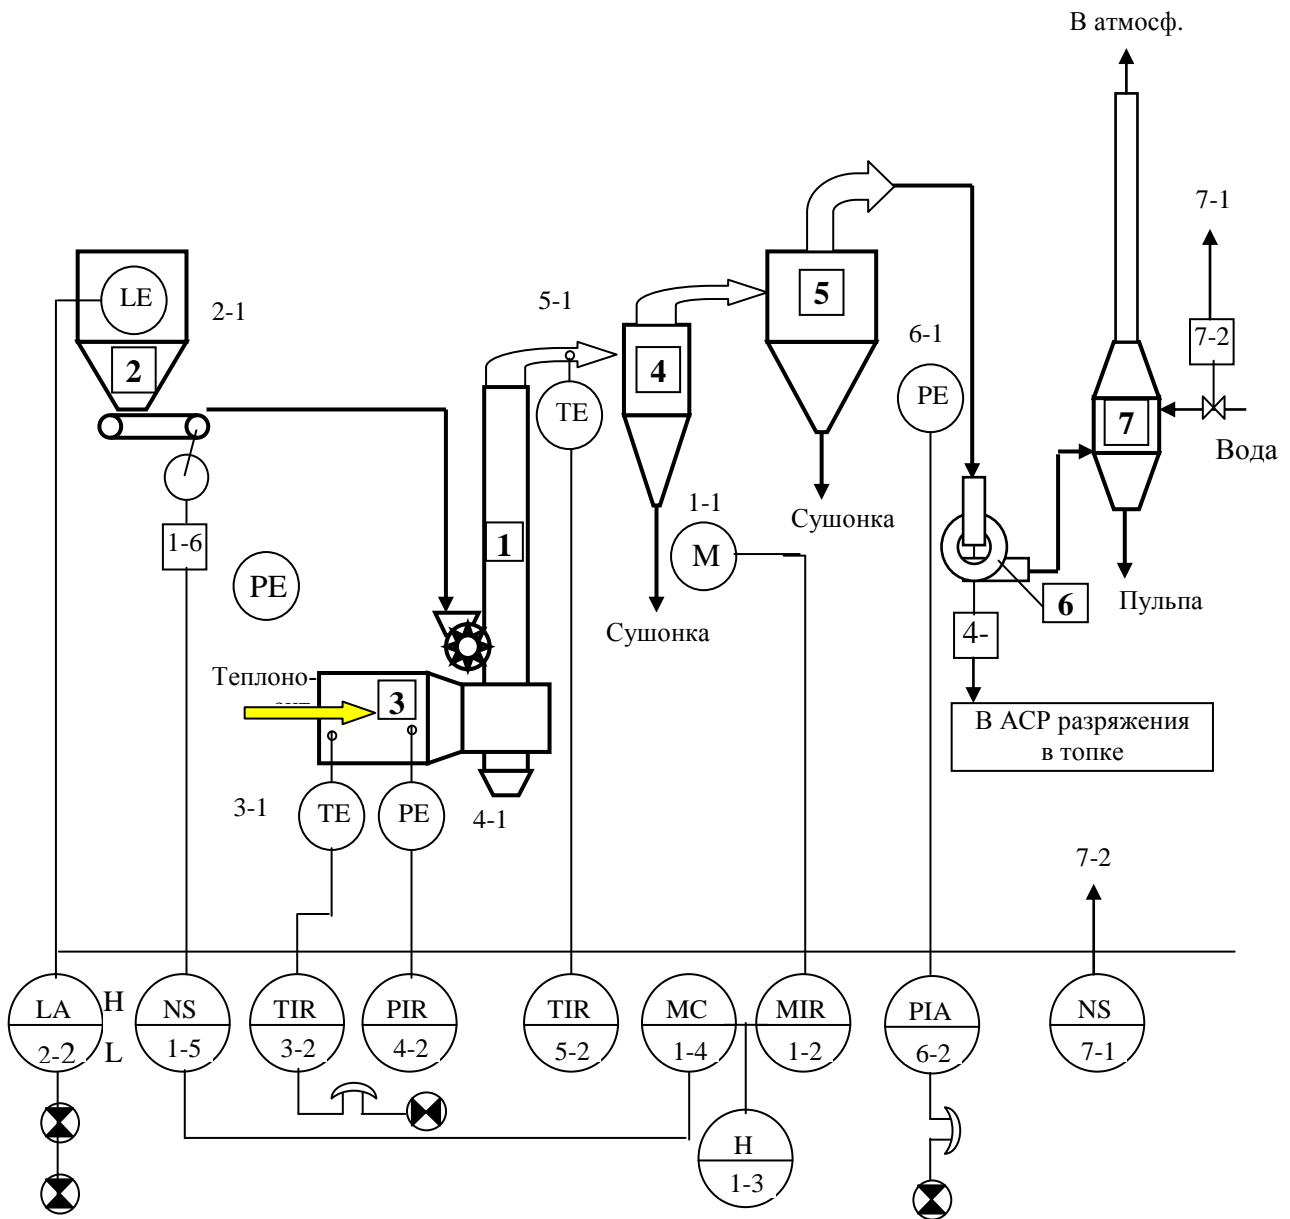 В атмосф.
7-1
LE
2-1
5-1
5
7-2
2
4
6-1
TE
PE
7
Вода
1-1
Сушонка
1-6
1
M
PE
6
Пульпа
Сушонка
4-
Теплоно-
3
В АСР разряжения
в топке
3-1
TE
PE
4-1
7-2
LA
2-2
H
L
NS
1-5
TIR
3-2
PIR
4-2
TIR
5-2
MC
1-4
MIR
1-2
PIA
6-2
NS
7-1
H
1-3